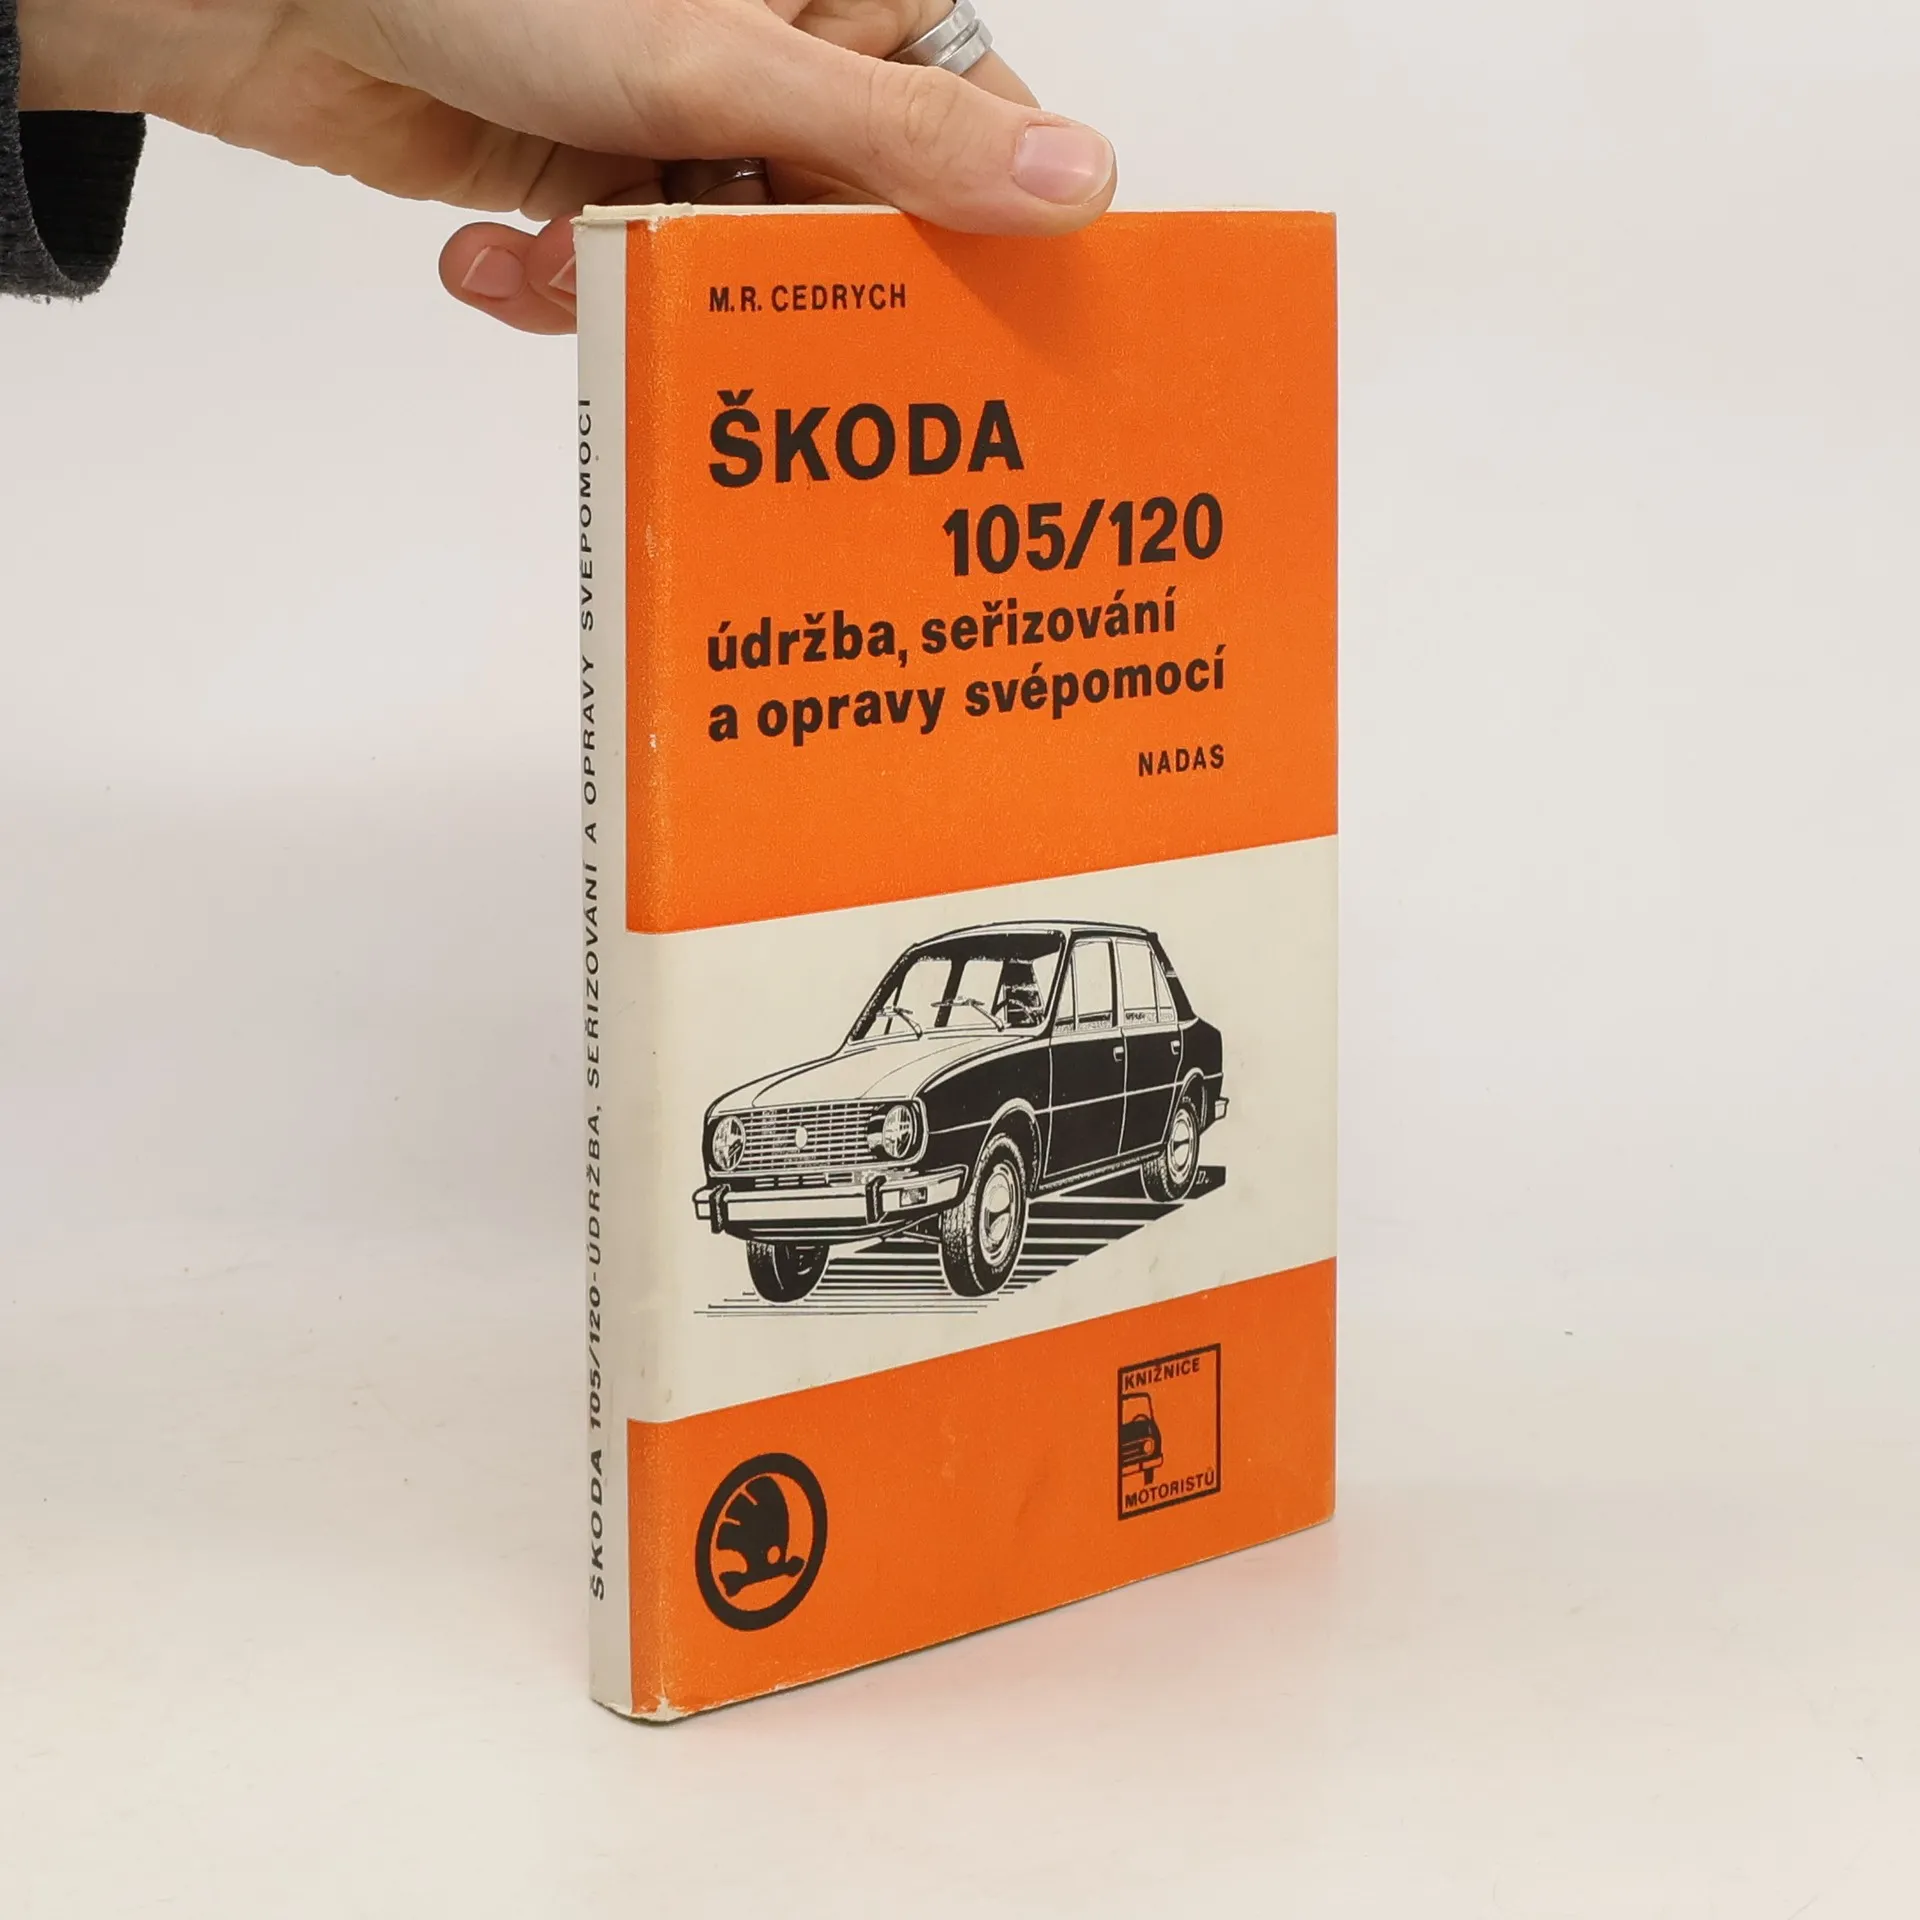 M.R. CEDRYCH
ŠKODA
105/120
údržba, seřizování
a opravy svépomocí
NADAS
KNIŽNICE
MOTORISTŮ
ŠKODA 105/120 - ÚDRŽBA, SEŘIZOVÁNÍ A OPRAVY SVÉPOMOCÍ